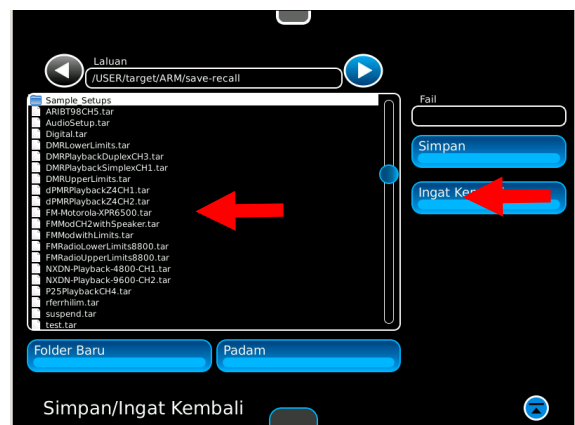 Laluan
/USER/target/ARM/save-recall
Sample_Setups
ARIBT98CH5.tar
AudioSetup.tar
Digital.tar
DMRLowerLimits.tar
DMRPlaybackDuplexCH3.tar
DMRPlaybackSimplexCH1.tar
DMRUpperLimits.tar
dPMRPlaybackZ4CH1.tar
dPMRPlaybackZ4CH2.tar
FM-Motorola-XPR6500.tar
FMModCH2withSpeaker.tar
FMModwithLimits.tar
FMRadioLowerLimits8800.tar
FMRadioUpperLimits8800.tar
NXDN-Playback-4800-CH1.tar
NXDN-Playback-9600-CH2.tar
P25PlaybackCH4.tar
rferrhilim.tar
suspend.tar
test.tar
Fail
Simpan
Ingat
Folder Baru
Padam
Simpan/Ingat Kembali